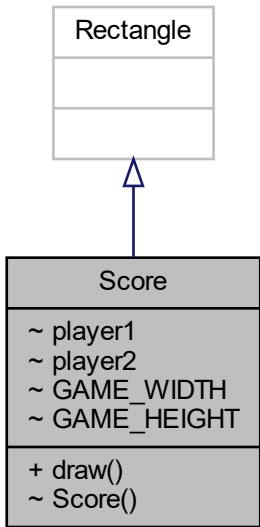 Rectangle
Score
~ player1
~ player2
~ GAME_WIDTH
~ GAME_HEIGHT
+ draw()
~ Score()